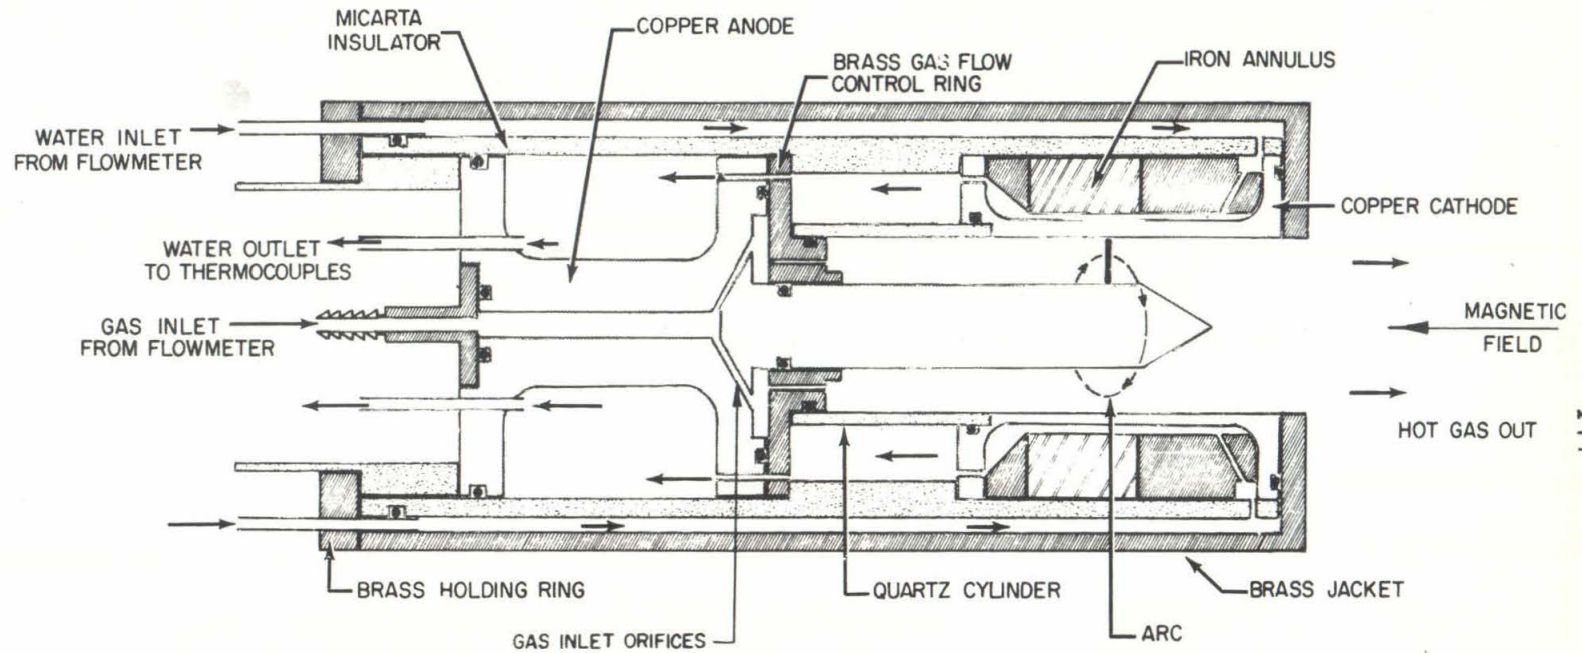 MICARTA
INSULATOR
COPPER ANODE
BRASS GAS FLOW
CONTROL RING
IRON ANNULUS
WATER INLET
FROM FLOWMETER
COPPER CATHODE
WATER OUTLET
TO THERMOCOUPLES
GAS INLET
FROM FLOWMETER
MAGNETIC
FIELD
HOT GAS OUT
BRASS HOLDING RING
QUARTZ CYLINDER
BRASS JACKET
GAS INLET ORIFICES
ARC